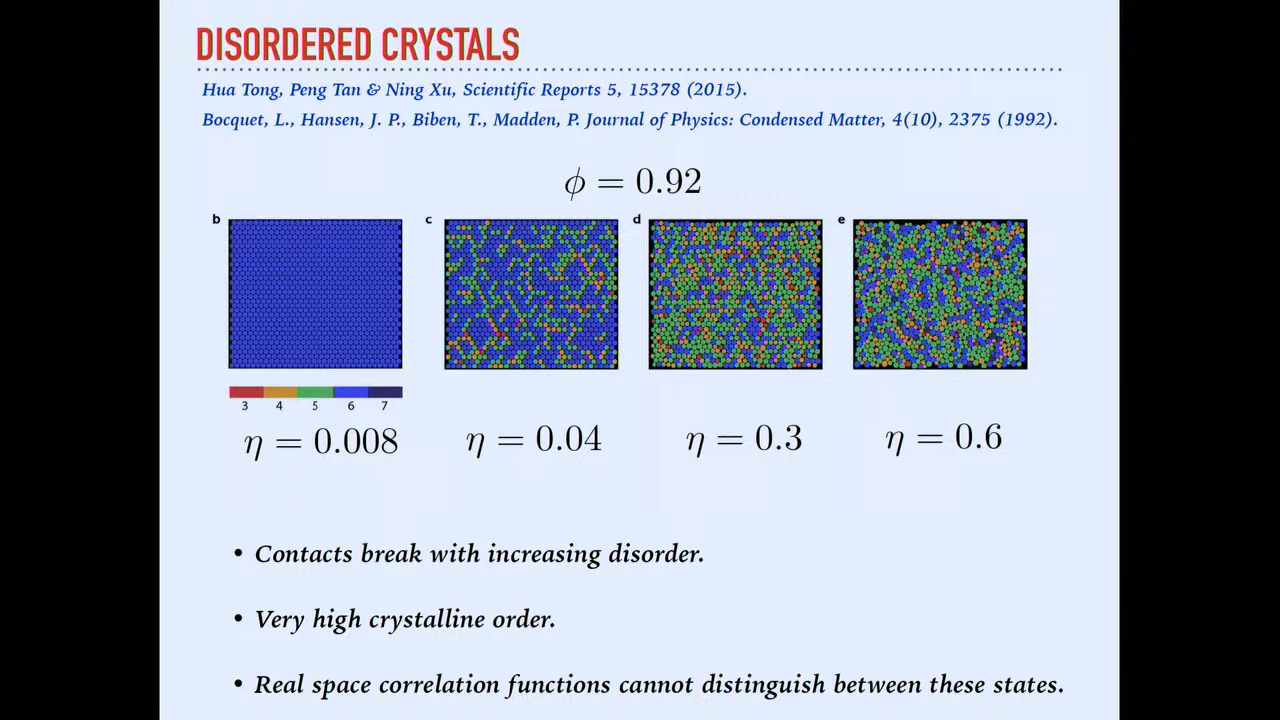 DISORDERED CRYSTALS
Hua Tong, Peng Tan & Ning Xu, Scientific Reports 5, 15378 (2015).
Bocquet, L., Hansen, J. P., Biben, T., Madden, P. Journal of Physics: Condensed Matter, 4(10), 2375 (1992).
ϕ = 0.92
b c d e
3 4 5 6 7
η = 0.008 η = 0.04 η = 0.3 η = 0.6
• Contacts break with increasing disorder.
• Very high crystalline order.
• Real space correlation functions cannot distinguish between these states.